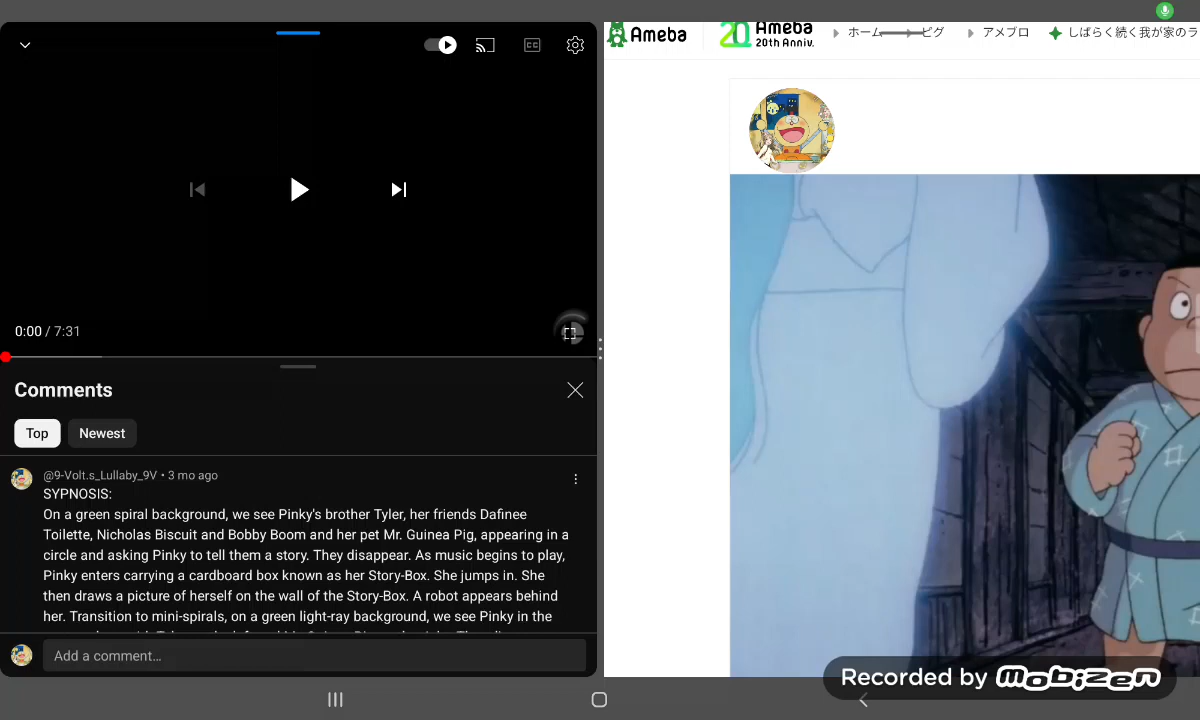 Ameba
20 Ameba
20th Anniv.
ホーム
ピグ
アメブロ
しばらく続く我が家のラ
CC
0:00 / 7:31
Comments
Top
Newest
@9-Volt.s_Lullaby_9V • 3 mo ago
SYPNOSIS:
On a green spiral background, we see Pinky's brother Tyler, her friends Dafinee
Toilette, Nicholas Biscuit and Bobby Boom and her pet Mr. Guinea Pig, appearing in a
circle and asking Pinky to tell them a story. They disappear. As music begins to play,
Pinky enters carrying a cardboard box known as her Story-Box. She jumps in. She
then draws a picture of herself on the wall of the Story-Box. A robot appears behind
her. Transition to mini-spirals, on a green light-ray background, we see Pinky in the
Add a comment…
Recorded by mobizen